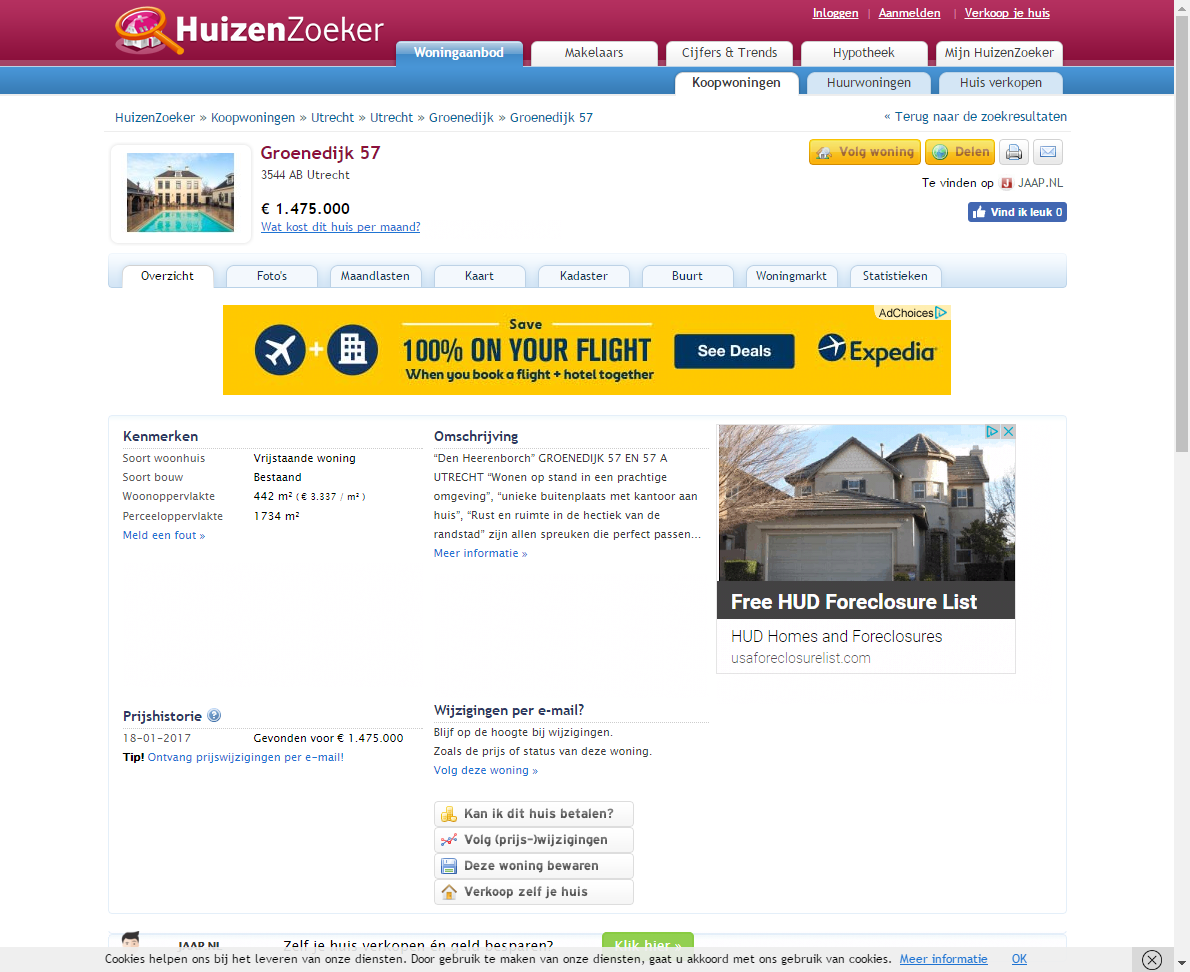 Inloggen | Aanmelden | Verkoop je huis
HuizenZoeker
Woningaanbod Makelaars Cijfers & Trends Hypotheek Mijn HuizenZoeker
Koopwoningen Huurwoningen Huis verkopen
HuizenZoeker » Koopwoningen » Utrecht » Utrecht » Groenedijk » Groenedijk 57
« Terug naar de zoekresultaten
Groenedijk 57
3544 AB Utrecht
€ 1.475.000
Wat kost dit huis per maand?
Volg woning Delen
Te vinden op JAAP.NL
Vind ik leuk 0
Overzicht Foto's Maandlasten Kaart Kadaster Buurt Woningmarkt Statistieken
AdChoices
Save
100% ON YOUR FLIGHT
When you book a flight + hotel together
See Deals
Expedia
Kenmerken
Soort woonhuis Vrijstaande woning
Soort bouw Bestaand
Woonoppervlakte 442 m² ( € 3.337 / m² )
Perceeloppervlakte 1734 m²
Meld een fout »
Omschrijving
“Den Heerenborch” GROENEDIJK 57 EN 57 A
UTRECHT “Wonen op stand in een prachtige
omgeving”, “unieke buitenplaats met kantoor aan
huis”, “Rust en ruimte in de hectiek van de
randstad” zijn allen spreuken die perfect passen...
Meer informatie »
Free HUD Foreclosure List
HUD Homes and Foreclosures
usaforeclosurelist.com
Prijshistorie ?
18-01-2017 Gevonden voor € 1.475.000
Tip! Ontvang prijswijzigingen per e-mail!
Wijzigingen per e-mail?
Blijf op de hoogte bij wijzigingen.
Zoals de prijs of status van deze woning.
Volg deze woning »
Kan ik dit huis betalen?
Volg (prijs-)wijzigingen
Deze woning bewaren
Verkoop zelf je huis
JAAP.NL Zelf je huis verkopen én geld besparen? Klik hier »
Cookies helpen ons bij het leveren van onze diensten. Door gebruik te maken van onze diensten, gaat u akkoord met ons gebruik van cookies. Meer informatie OK